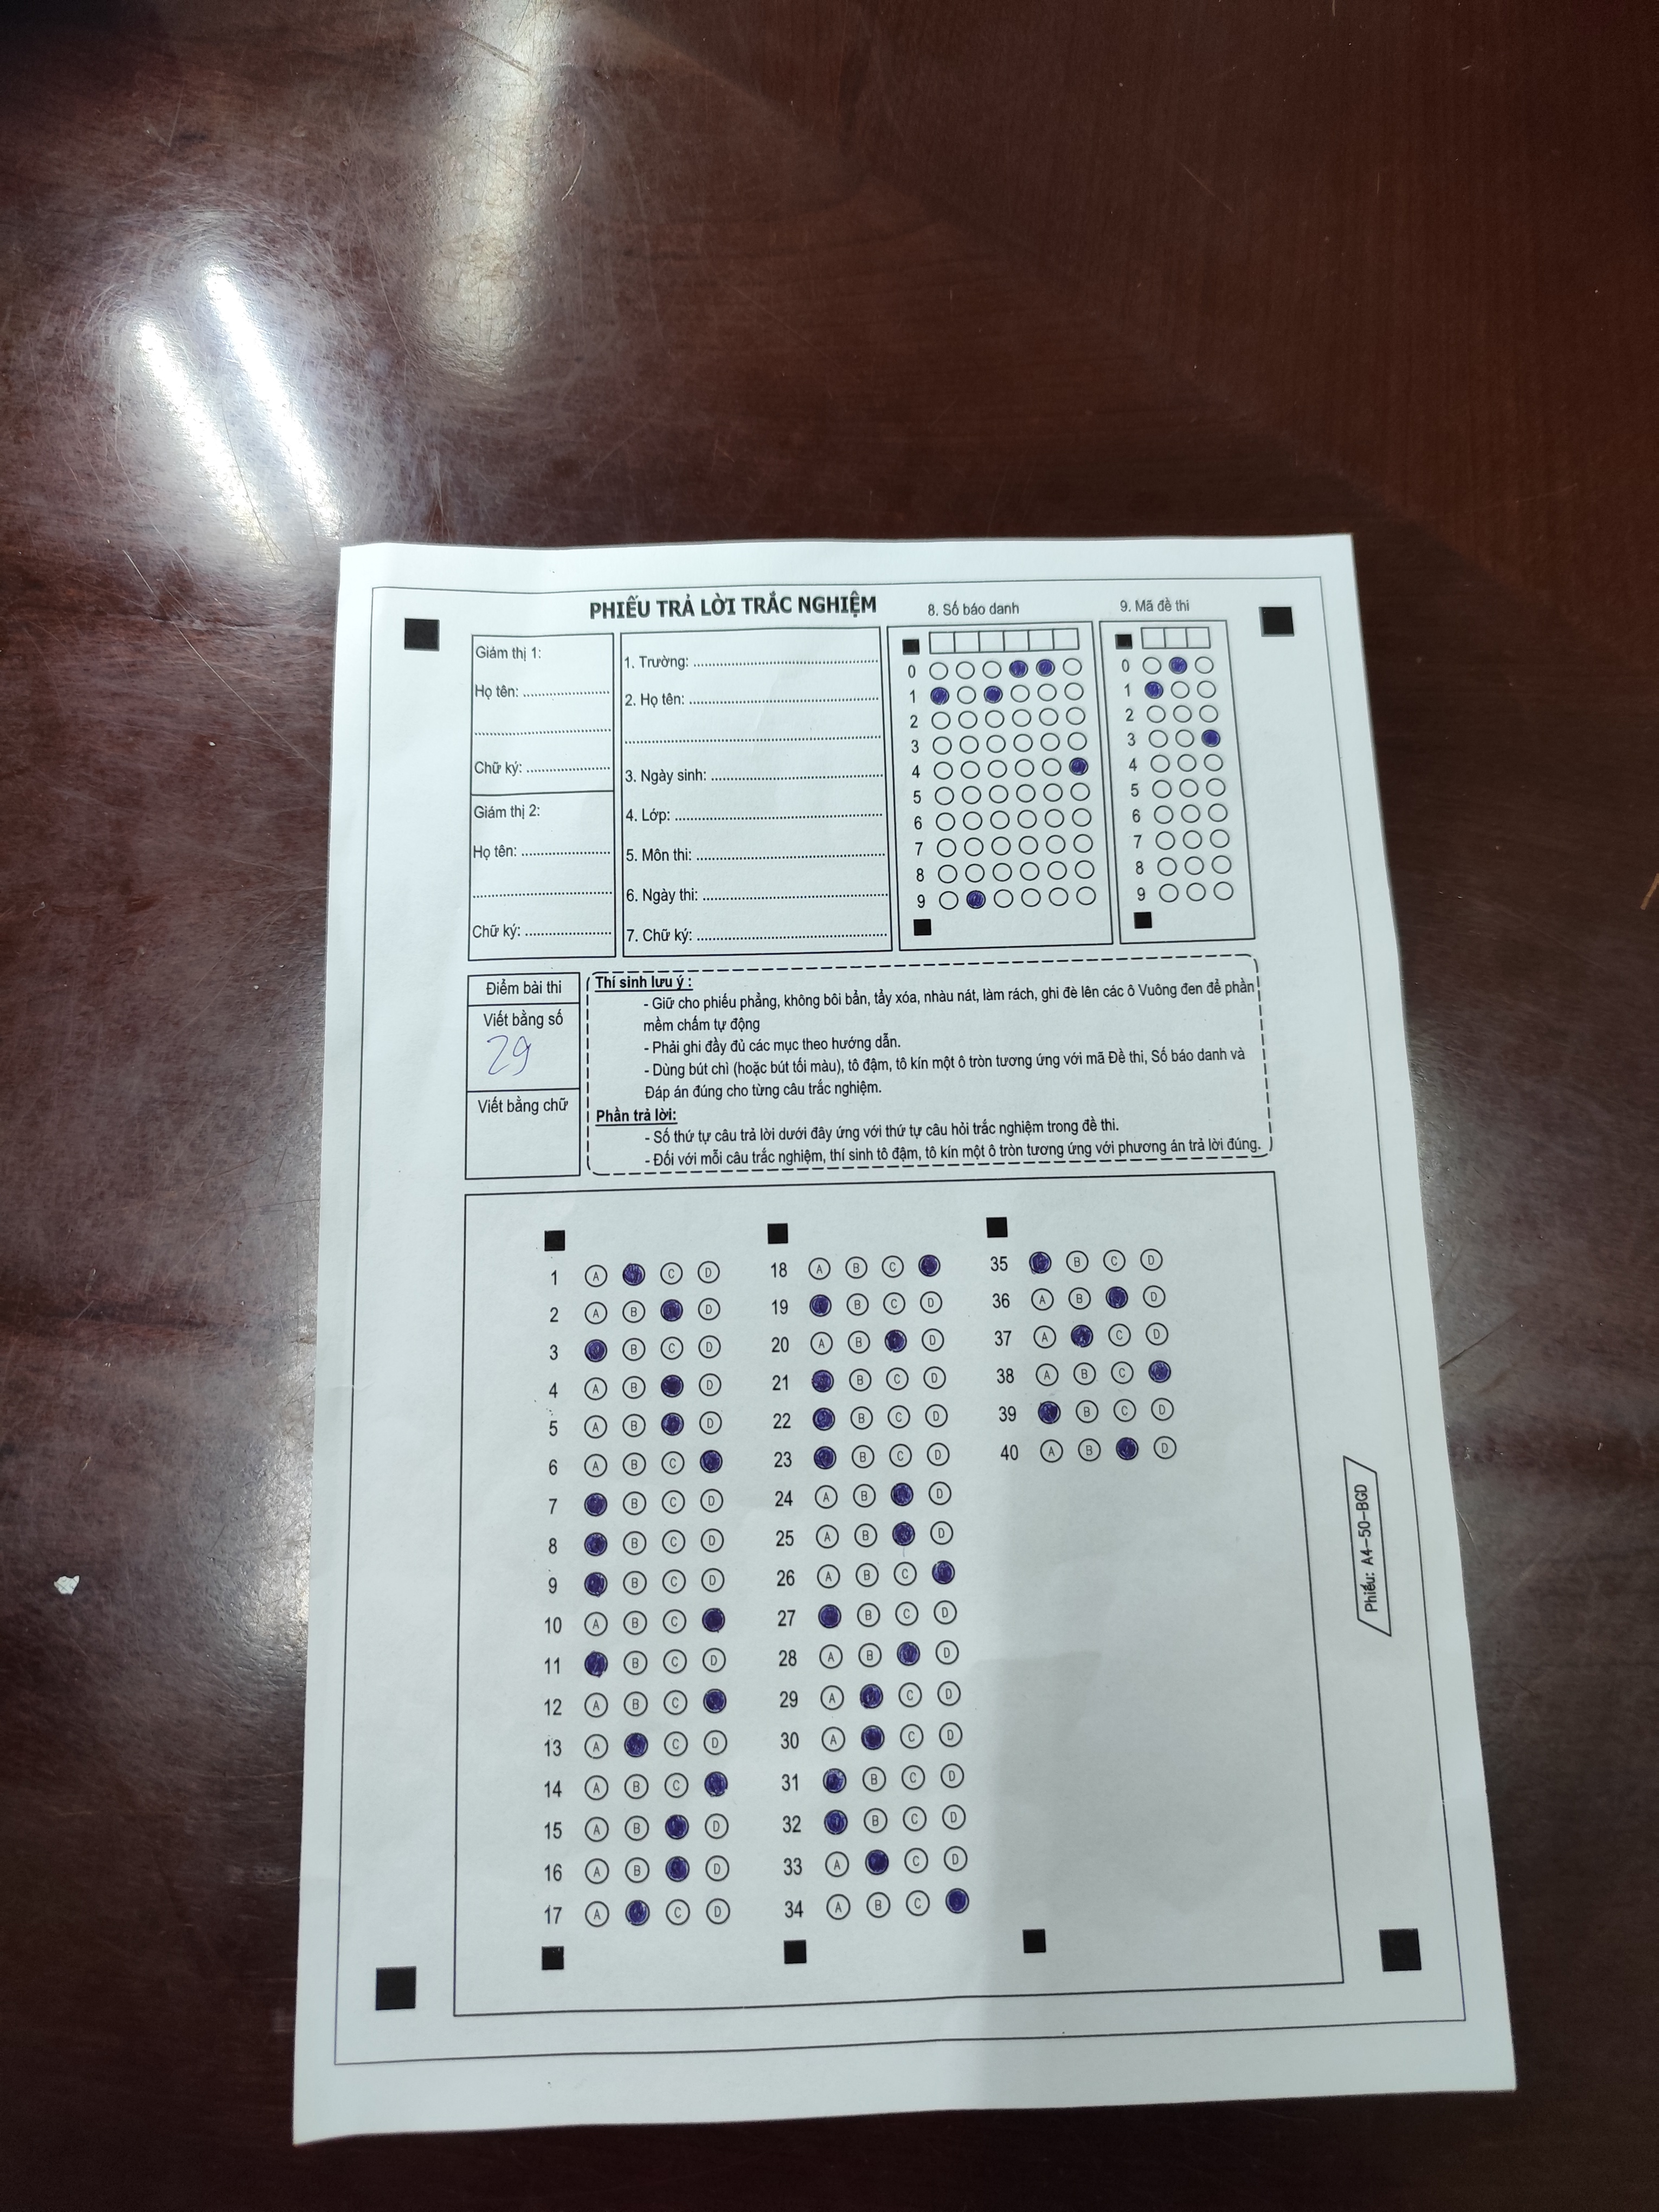 PHIẾU TRẢ LỜI TRẮC NGHIỆM
8. Số báo danh
9. Mã đề thi
Giám thị 1:
Họ tên: ........................
........................
Chữ ký: ........................
Giám thị 2:
Họ tên: ........................
........................
Chữ ký: ........................
1. Trường: ........................
2. Họ tên: ........................
........................
3. Ngày sinh: ........................
4. Lớp: ........................
5. Môn thi: ........................
6. Ngày thi: ........................
7. Chữ ký: ........................
0
1
2
3
4
5
6
7
8
9
0
1
2
3
4
5
6
7
8
9
Điểm bài thi
Viết bằng số
29
Viết bằng chữ
Thí sinh lưu ý :
- Giữ cho phiếu phẳng, không bôi bẩn, tẩy xóa, nhàu nát, làm rách, ghi đè lên các ô Vuông đen để phần
mềm chấm tự động
- Phải ghi đầy đủ các mục theo hướng dẫn.
- Dùng bút chì (hoặc bút tối màu), tô đậm, tô kín một ô tròn tương ứng với mã Đề thi, Số báo danh và
Đáp án đúng cho từng câu trắc nghiệm.
Phần trả lời:
- Số thứ tự câu trả lời dưới đây ứng với thứ tự câu hỏi trắc nghiệm trong đề thi.
- Đối với mỗi câu trắc nghiệm, thí sinh tô đậm, tô kín một ô tròn tương ứng với phương án trả lời đúng.
1 A C D
2 A B D
3 B C D
4 A B D
5 A B D
6 A B C
7 B C D
8 B C D
9 B C D
10 A B C
11 B C D
12 A B C
13 A C D
14 A B C
15 A B D
16 A B D
17 A C D
18 A B C
19 B C D
20 A B D
21 B C D
22 B C D
23 B C D
24 A B D
25 A B D
26 A B C
27 B C D
28 A B D
29 A C D
30 A C D
31 B C D
32 B C D
33 A C D
34 A B C
35 B C D
36 A B D
37 A C D
38 A B C
39 B C D
40 A B D
Phiếu: A4-50-BGD